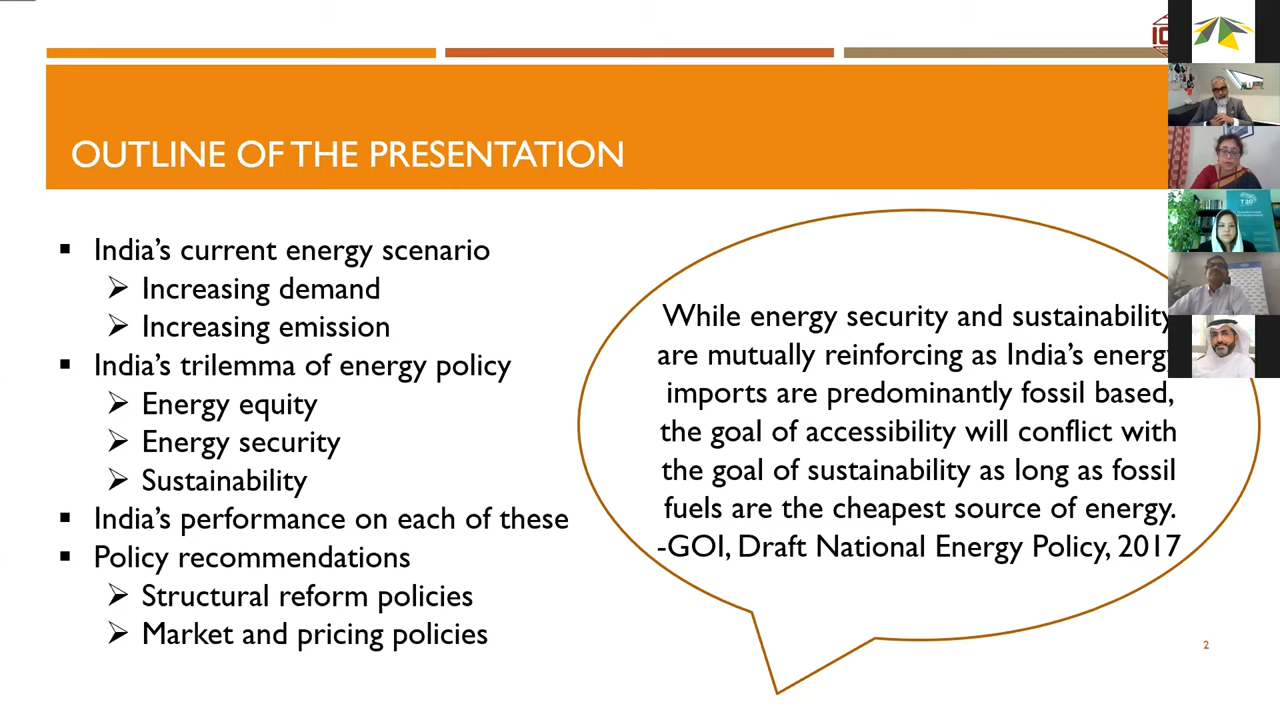 OUTLINE OF THE PRESENTATION
India's current energy scenario
Increasing demand
Increasing emission
India's trilemma of energy policy
Energy equity
Energy security
Sustainability
India's performance on each of these
Policy recommendations
Structural reform policies
Market and pricing policies
While energy security and sustainability
are mutually reinforcing as India's energy
imports are predominantly fossil based,
the goal of accessibility will conflict with
the goal of sustainability as long as fossil
fuels are the cheapest source of energy.
-GOI, Draft National Energy Policy, 2017
2
T20